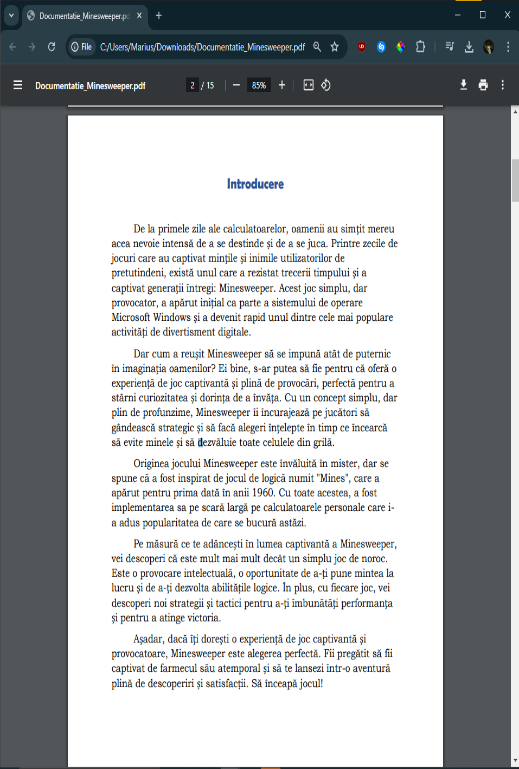 Documentatie_Minesweeper.pdf
File C:/Users/Marius/Downloads/Documentatie_Minesweeper.pdf
Documentatie_Minesweeper.pdf 2 / 15 85%
Introducere
De la primele zile ale calculatoarelor, oamenii au simțit mereu
acea nevoie intensă de a se destinde și de a se juca. Printre zecile de
jocuri care au captivat mințile și inimile utilizatorilor de
pretutindeni, există unul care a rezistat trecerii timpului și a
captivat generații întregi: Minesweeper. Acest joc simplu, dar
provocator, a apărut inițial ca parte a sistemului de operare
Microsoft Windows și a devenit rapid unul dintre cele mai populare
activități de divertisment digitale.
Dar cum a reușit Minesweeper să se impună atât de puternic
în imaginația oamenilor? Ei bine, s-ar putea să fie pentru că oferă o
experiență de joc captivantă și plină de provocări, perfectă pentru a
stârni curiozitatea și dorința de a învăța. Cu un concept simplu, dar
plin de profunzime, Minesweeper îi încurajează pe jucători să
gândească strategic și să facă alegeri înțelepte în timp ce încearcă
să evite minele și să dezvăluie toate celulele din grilă.
Originea jocului Minesweeper este învăluită în mister, dar se
spune că a fost inspirat de jocul de logică numit "Mines", care a
apărut pentru prima dată în anii 1960. Cu toate acestea, a fost
implementarea sa pe scară largă pe calculatoarele personale care i-
a adus popularitatea de care se bucură astăzi.
Pe măsură ce te adâncești în lumea captivantă a Minesweeper,
vei descoperi că este mult mai mult decât un simplu joc de noroc.
Este o provocare intelectuală, o oportunitate de a-ți pune mintea la
lucru și de a-ți dezvolta abilitățile logice. În plus, cu fiecare joc, vei
descoperi noi strategii și tactici pentru a-ți îmbunătăți performanța
și pentru a atinge victoria.
Așadar, dacă îți dorești o experiență de joc captivantă și
provocatoare, Minesweeper este alegerea perfectă. Fii pregătit să fii
captivat de farmecul său atemporal și să te lansezi într-o aventură
plină de descoperiri și satisfacții. Să înceapă jocul!